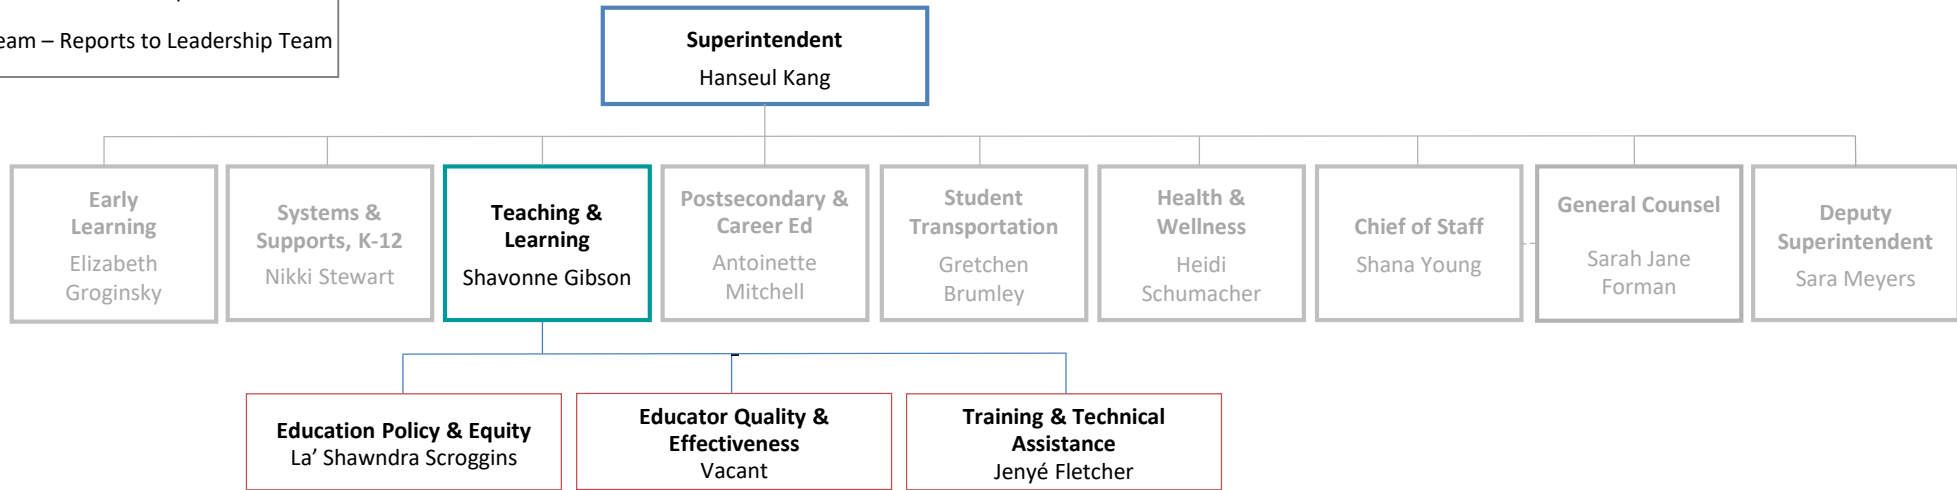 – Reports to Leadership Team
Superintendent
Hanseul Kang
Early
Learning
Elizabeth
Groginsky
Systems &
Supports, K-12
Nikki Stewart
Teaching &
Learning
Shavonne Gibson
Postsecondary &
Career Ed
Antoinette
Mitchell
Student
Transportation
Gretchen
Brumley
Health &
Wellness
Heidi
Schumacher
Chief of Staff
Shana Young
General Counsel
Sarah Jane
Forman
Deputy
Superintendent
Sara Meyers
Education Policy & Equity
La’ Shawndra Scroggins
Educator Quality &
Effectiveness
Vacant
Training & Technical
Assistance
Jenyé Fletcher